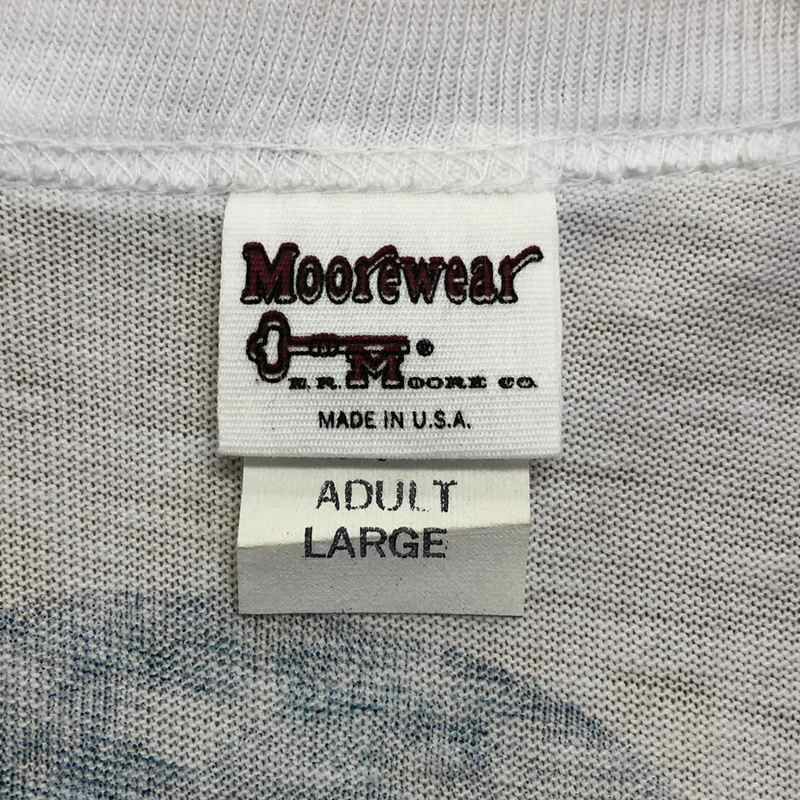 Moorewear
E.R. MOORE CO.
MADE IN U.S.A.
ADULT
LARGE